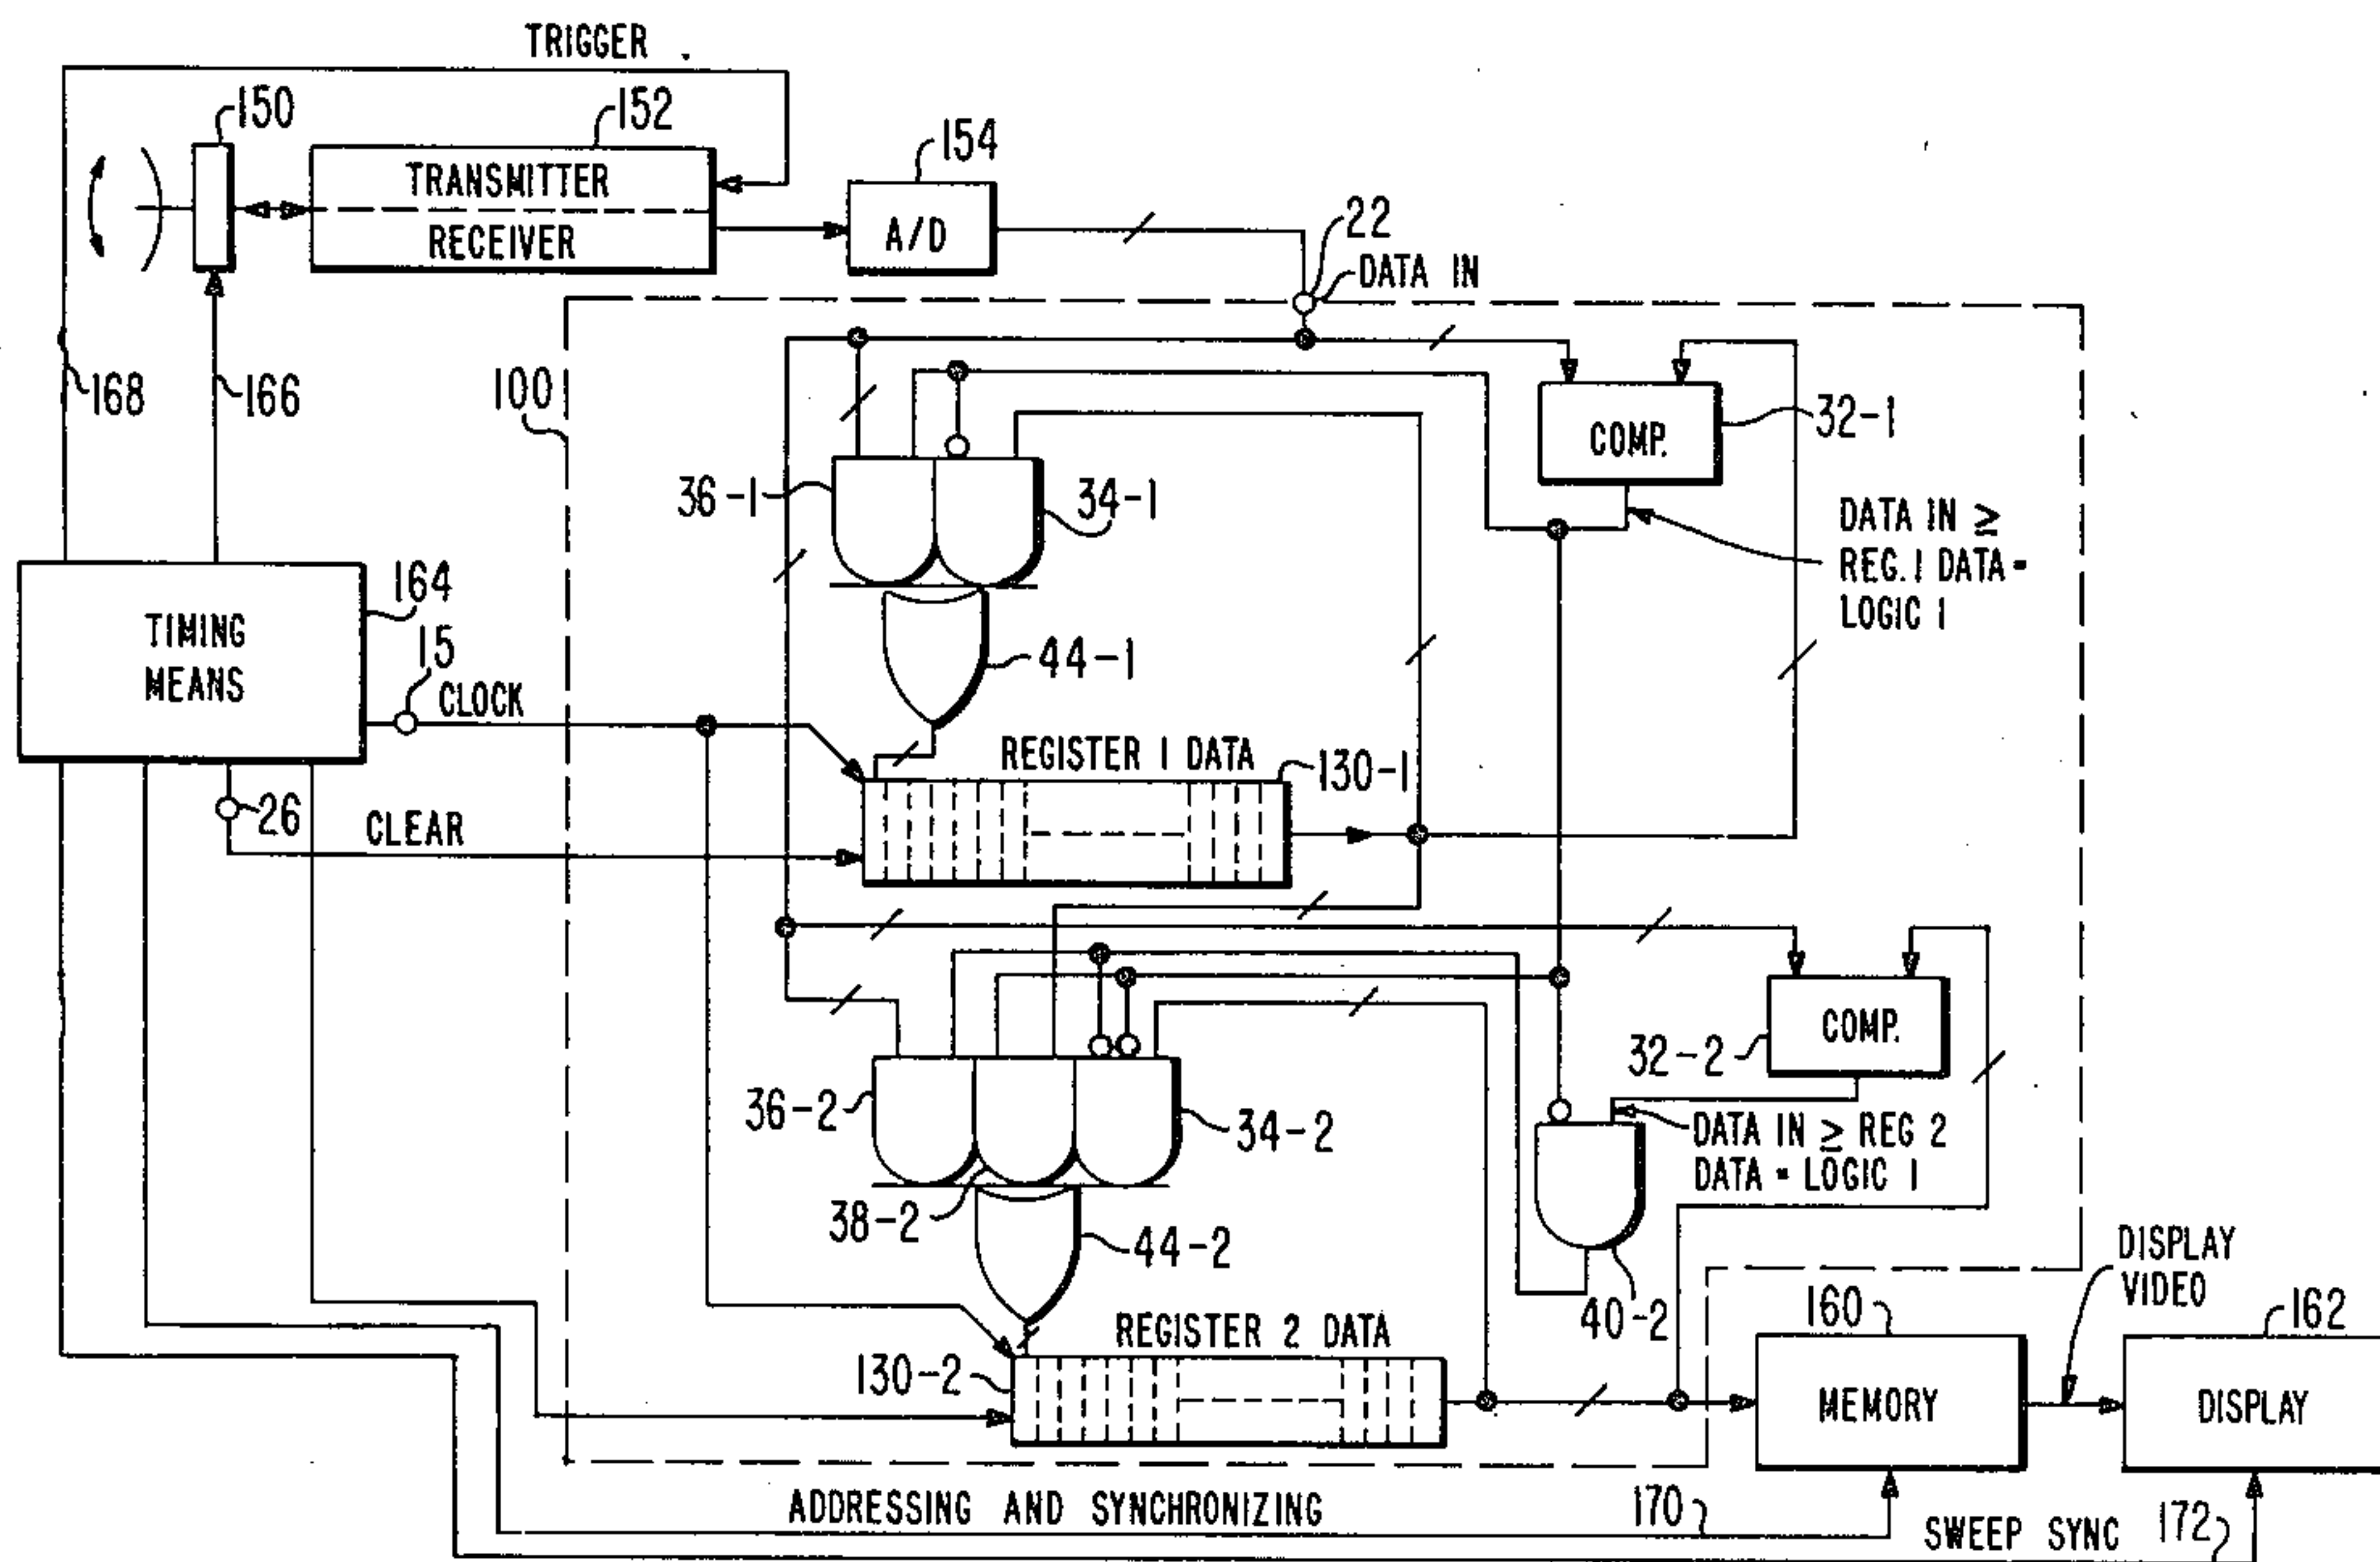 TRIGGER
150
152
154
TRANSMITTER
RECEIVER
A/D
22
DATA IN
168
166
100
COMP.
32-1
36-1
34-1
DATA IN ≥
REG. 1 DATA =
LOGIC 1
164
TIMING
MEANS
15
CLOCK
44-1
REGISTER 1 DATA
130-1
26
CLEAR
COMP.
32-2
36-2
34-2
DATA IN ≥ REG 2
DATA = LOGIC 1
38-2
44-2
40-2
DISPLAY
VIDEO
160
162
REGISTER 2 DATA
130-2
MEMORY
DISPLAY
ADDRESSING AND SYNCHRONIZING
170
SWEEP SYNC
172